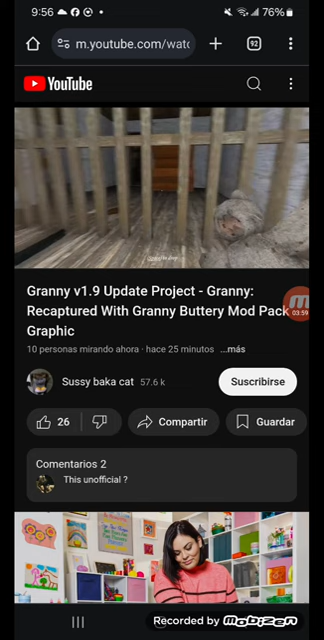 9:56
76%
m.youtube.com/watc
92
YouTube
Granny v1.9 Update Project - Granny:
Recaptured With Granny Buttery Mod Pack
Graphic
03:59
10 personas mirando ahora · hace 25 minutos ...más
Sussy baka cat 57.6 k
Suscribirse
26
Compartir
Guardar
Comentarios 2
This unofficial ?
Recorded by mobizen